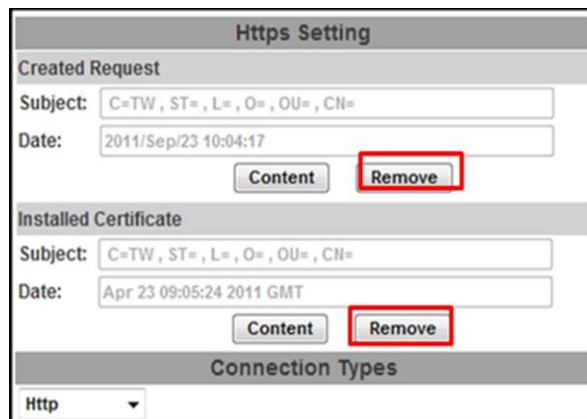 Https Setting
Created Request
Subject: C=TW , ST= , L= , O= , OU= , CN=
Date: 2011/Sep/23 10:04:17
Content Remove
Installed Certificate
Subject: C=TW , ST= , L= , O= , OU= , CN=
Date: Apr 23 09:05:24 2011 GMT
Content Remove
Connection Types
Http